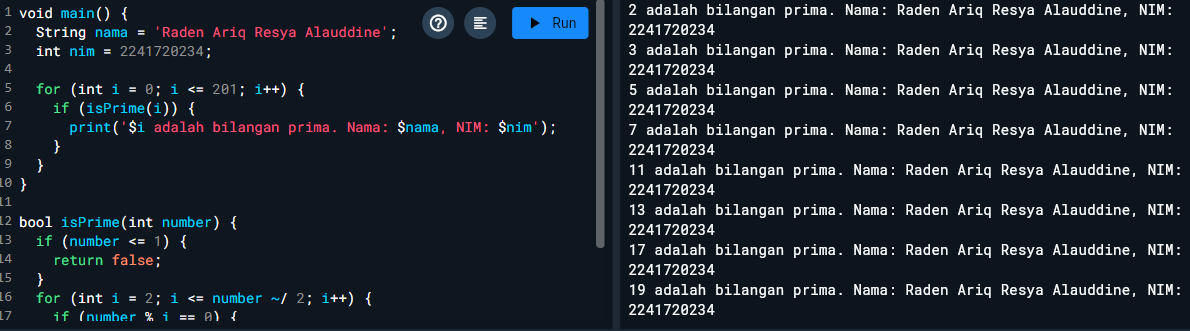 1 void main() {
2 String nama = 'Raden Ariq Resya Alauddine';
3 int nim = 2241720234;
4
5 for (int i = 0; i <= 201; i++) {
6 if (isPrime(i)) {
7 print('$i adalah bilangan prima. Nama: $nama, NIM: $nim');
8 }
9 }
10 }
11
12 bool isPrime(int number) {
13 if (number <= 1) {
14 return false;
15 }
16 for (int i = 2; i <= number ~/ 2; i++) {
17 if (number % i == 0) {
Run
2 adalah bilangan prima. Nama: Raden Ariq Resya Alauddine, NIM:
2241720234
3 adalah bilangan prima. Nama: Raden Ariq Resya Alauddine, NIM:
2241720234
5 adalah bilangan prima. Nama: Raden Ariq Resya Alauddine, NIM:
2241720234
7 adalah bilangan prima. Nama: Raden Ariq Resya Alauddine, NIM:
2241720234
11 adalah bilangan prima. Nama: Raden Ariq Resya Alauddine, NIM:
2241720234
13 adalah bilangan prima. Nama: Raden Ariq Resya Alauddine, NIM:
2241720234
17 adalah bilangan prima. Nama: Raden Ariq Resya Alauddine, NIM:
2241720234
19 adalah bilangan prima. Nama: Raden Ariq Resya Alauddine, NIM:
2241720234